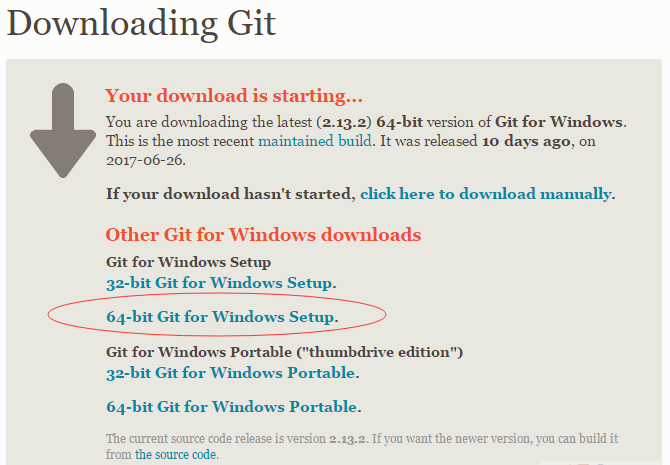 Downloading Git
Your download is starting...
You are downloading the latest (2.13.2) 64-bit version of Git for Windows.
This is the most recent maintained build. It was released 10 days ago, on
2017-06-26.
If your download hasn't started, click here to download manually.
Other Git for Windows downloads
Git for Windows Setup
32-bit Git for Windows Setup.
64-bit Git for Windows Setup.
Git for Windows Portable ("thumbdrive edition")
32-bit Git for Windows Portable.
64-bit Git for Windows Portable.
The current source code release is version 2.13.2. If you want the newer version, you can build it
from the source code.